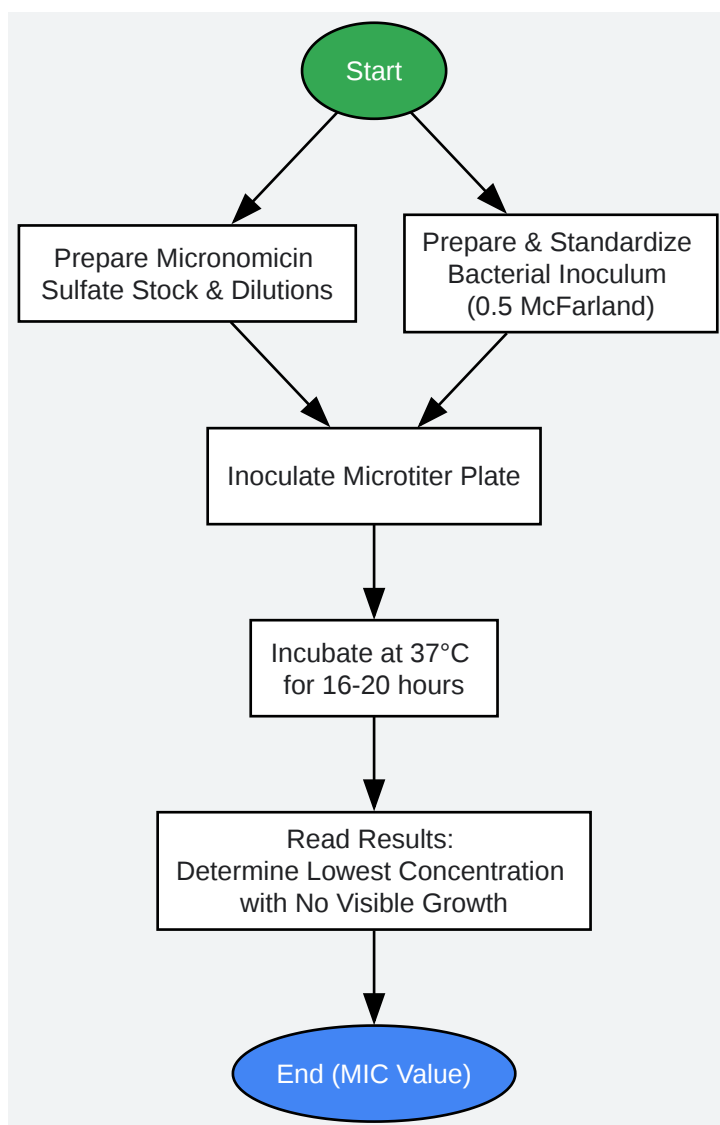 Start
Prepare Micronomicin
Sulfate Stock & Dilutions
Prepare & Standardize
Bacterial Inoculum
(0.5 McFarland)
Inoculate Microtiter Plate
Incubate at 37°C
for 16-20 hours
Read Results:
Determine Lowest Concentration
with No Visible Growth
End (MIC Value)